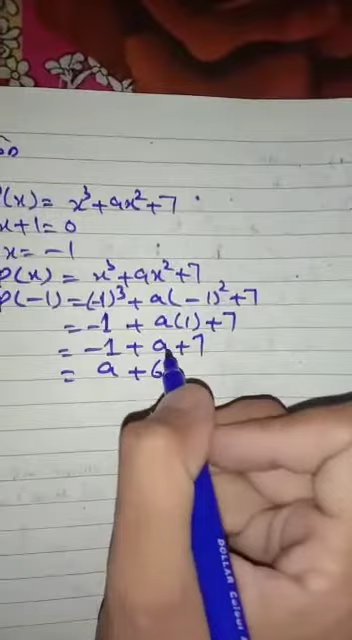 (x) = x³ + ax² + 7
x + 1 = 0
x = -1
p(x) = x³ + ax² + 7
p(-1) = (-1)³ + a(-1)² + 7
= -1 + a(1) + 7
= -1 + a + 7
= a + 6
DOLLAR Colour